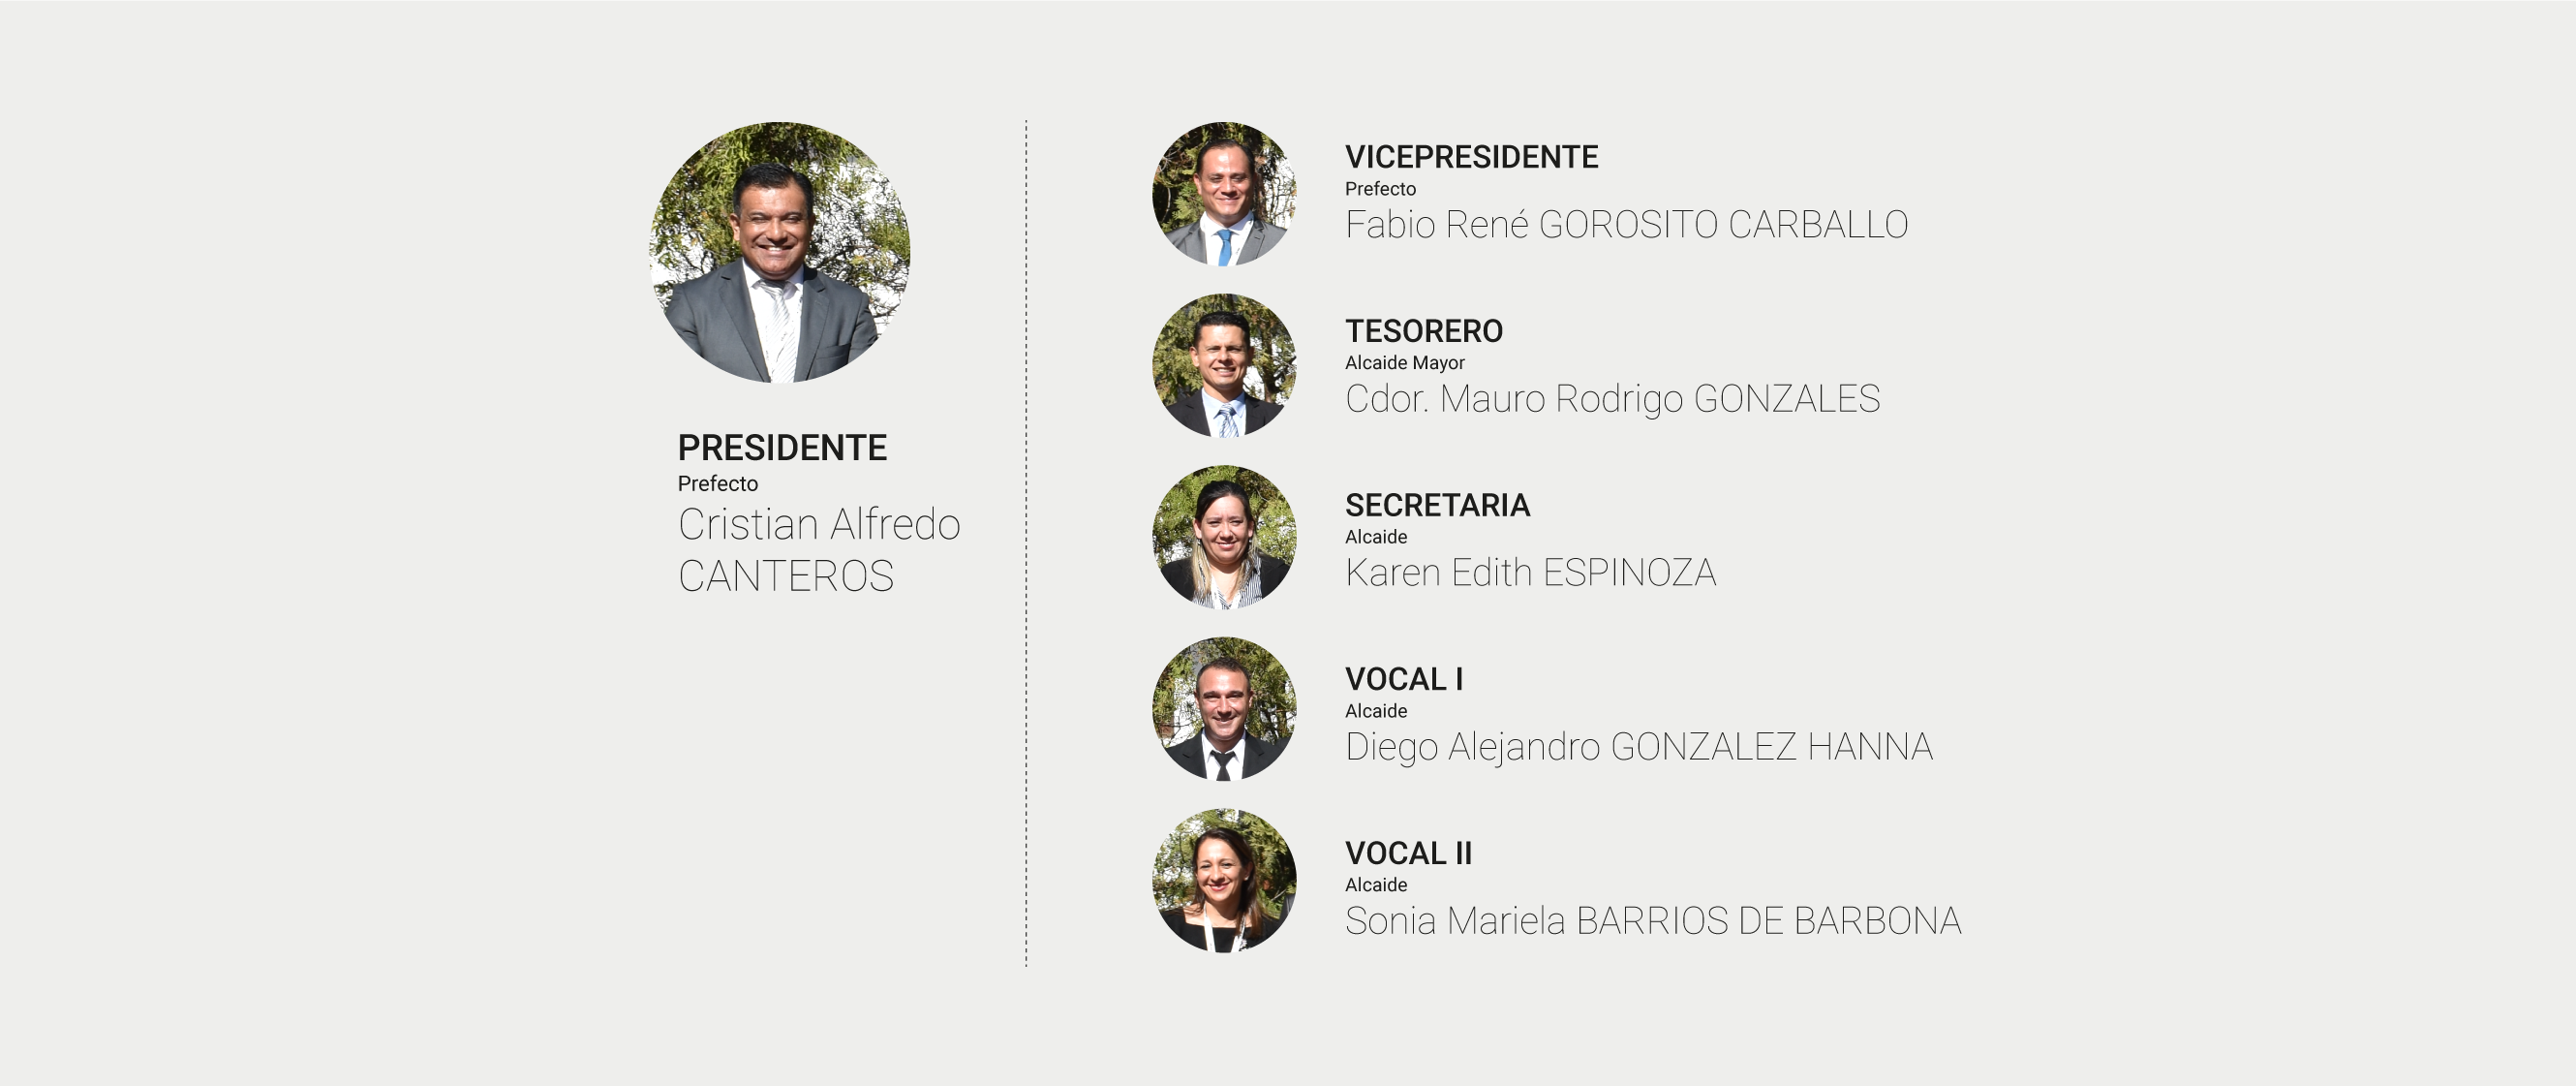 PRESIDENTE
Prefecto
Cristian Alfredo
CANTEROS
VICEPRESIDENTE
Prefecto
Fabio René GOROSITO CARBALLO
TESORERO
Alcaide Mayor
Cdor. Mauro Rodrigo GONZALES
SECRETARIA
Alcaide
Karen Edith ESPINOZA
VOCAL I
Alcaide
Diego Alejandro GONZALEZ HANNA
VOCAL II
Alcaide
Sonia Mariela BARRIOS DE BARBONA